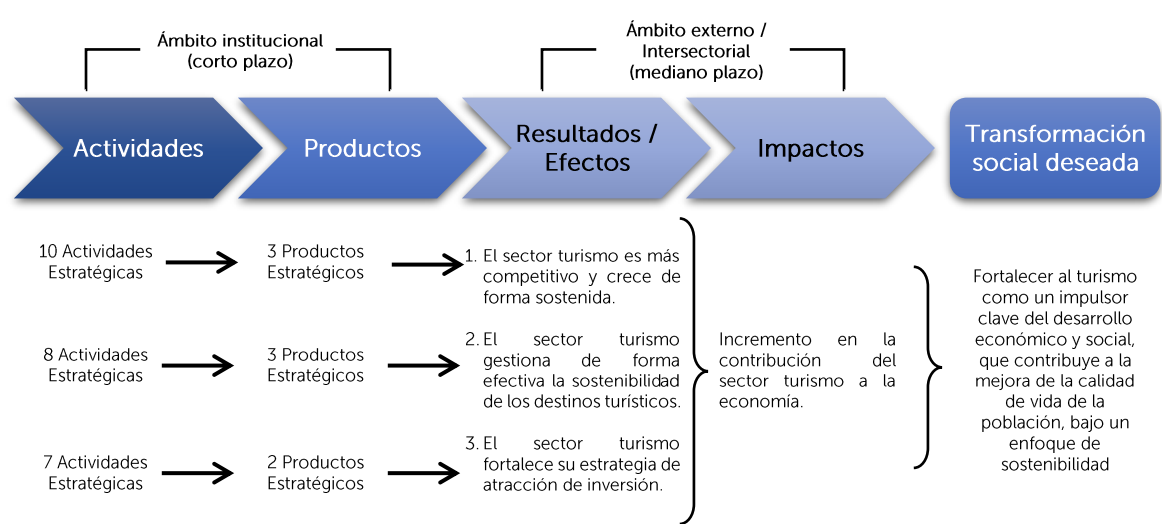 Ámbito institucional
(corto plazo)
Ámbito externo /
Intersectorial
(mediano plazo)
Actividades
Productos
Resultados /
Efectos
Impactos
Transformación
social deseada
10 Actividades
Estratégicas
3 Productos
Estratégicos
1. El sector turismo es más
competitivo y crece de
forma sostenida.
8 Actividades
Estratégicas
3 Productos
Estratégicos
2. El sector turismo
gestiona de forma
efectiva la sostenibilidad
de los destinos turísticos.
7 Actividades
Estratégicas
2 Productos
Estratégicos
3. El sector turismo
fortalece su estrategia de
atracción de inversión.
Incremento en la
contribución del
sector turismo a la
economía.
Fortalecer al turismo
como un impulsor
clave del desarrollo
económico y social,
que contribuye a la
mejora de la calidad
de vida de la
población, bajo un
enfoque de
sostenibilidad